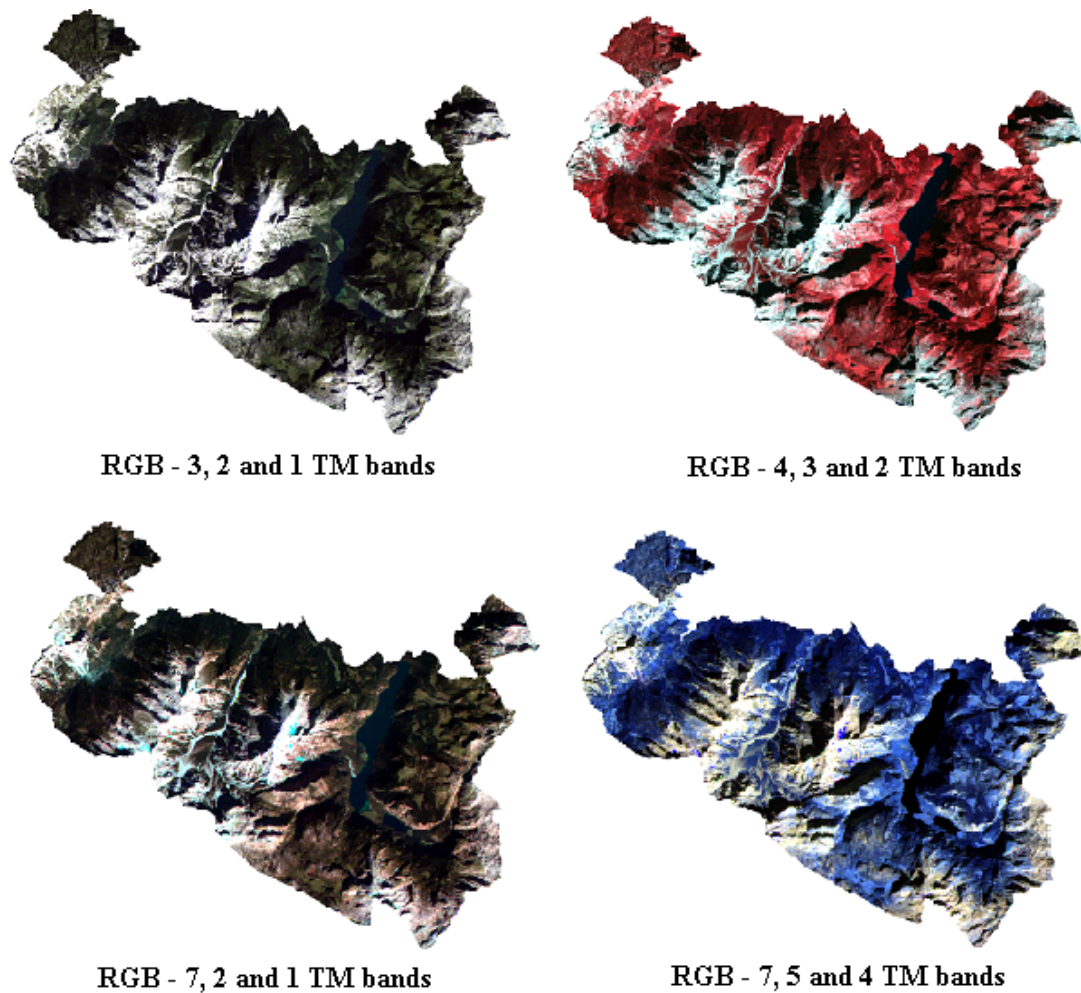 RGB - 3, 2 and 1 TM bands
RGB - 4, 3 and 2 TM bands
RGB - 7, 2 and 1 TM bands
RGB - 7, 5 and 4 TM bands